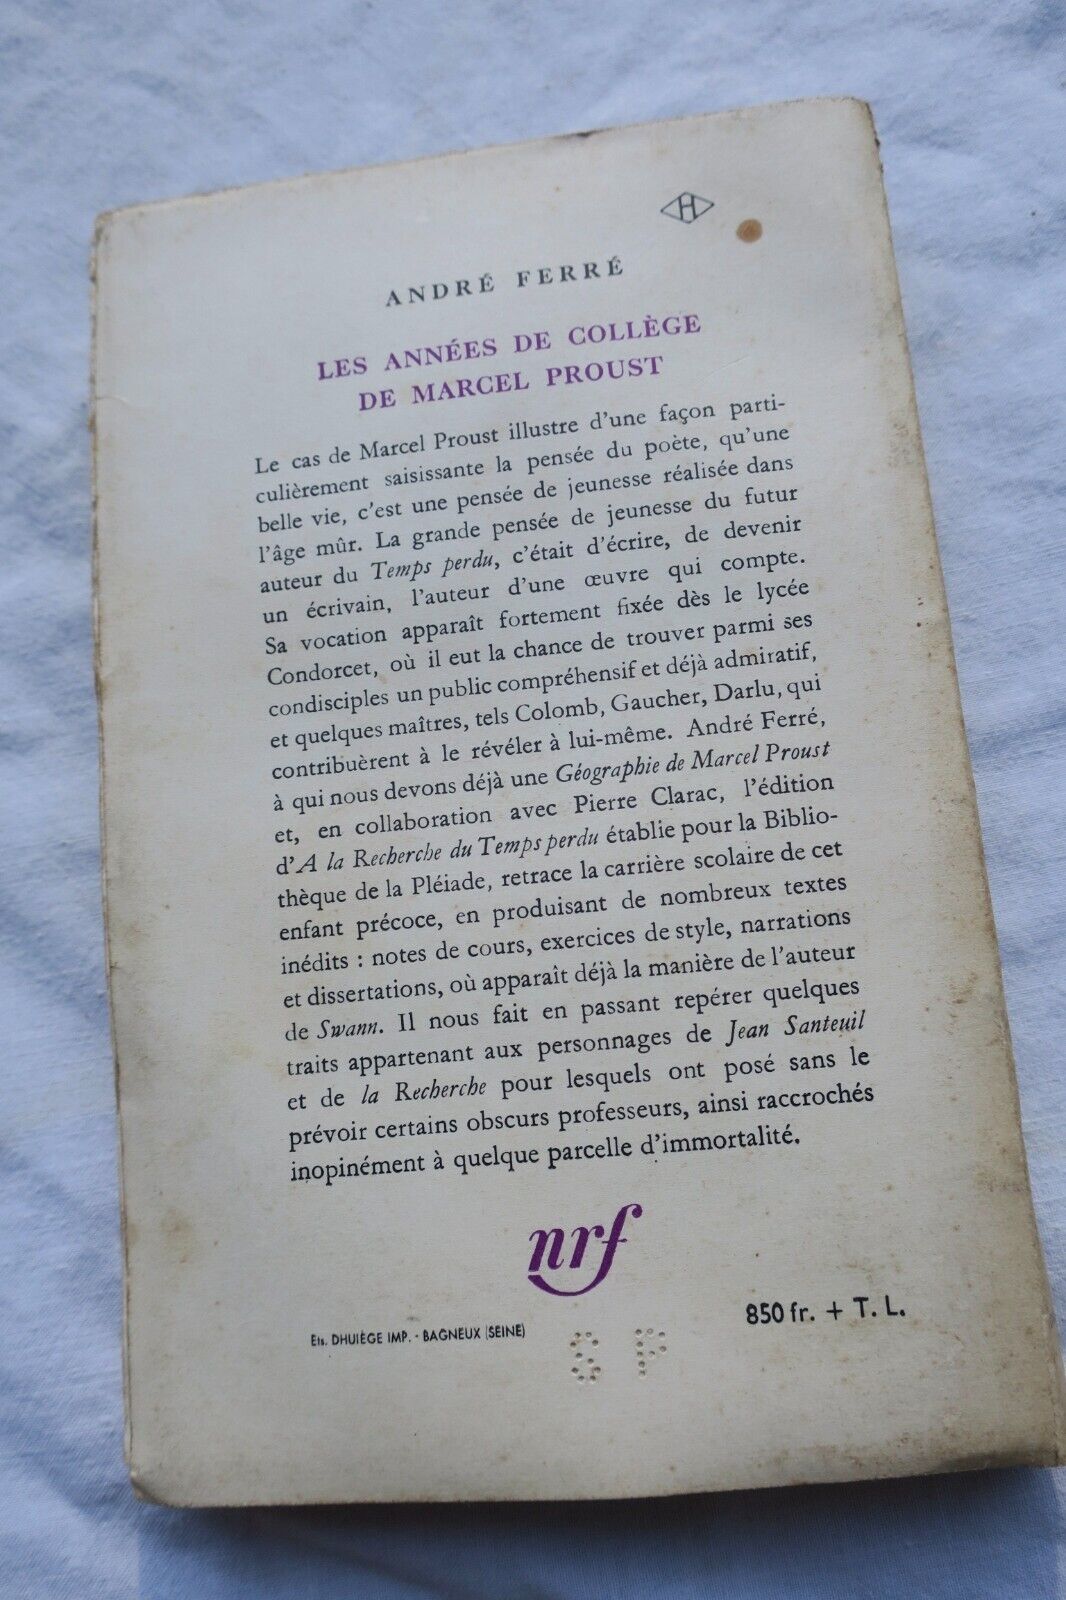 H
ANDRÉ FERRÉ
LES ANNÉES DE COLLÈGE
DE MARCEL PROUST
Le cas de Marcel Proust illustre d'une façon parti-
culièrement saisissante la pensée du poète, qu'une
belle vie, c'est une pensée de jeunesse réalisée dans
l'âge mûr. La grande pensée de jeunesse du futur
auteur du Temps perdu, c'était d'écrire, de devenir
un écrivain, l'auteur d'une œuvre qui compte.
Sa vocation apparaît fortement fixée dès le lycée
Condorcet, où il eut la chance de trouver parmi ses
condisciples un public compréhensif et déjà admiratif,
et quelques maîtres, tels Colomb, Gaucher, Darlu, qui
contribuèrent à le révéler à lui-même. André Ferré,
à qui nous devons déjà une Géographie de Marcel Proust
et, en collaboration avec Pierre Clarac, l'édition
d'A la Recherche du Temps perdu établie pour la Biblio-
thèque de la Pléiade, retrace la carrière scolaire de cet
enfant précoce, en produisant de nombreux textes
inédits : notes de cours, exercices de style, narrations
et dissertations, où apparaît déjà la manière de l'auteur
de Swann. Il nous fait en passant repérer quelques
traits appartenant aux personnages de Jean Santeuil
et de la Recherche pour lesquels ont posé sans le
prévoir certains obscurs professeurs, ainsi raccrochés
inopinément à quelque parcelle d'immortalité.
nrf
Ets. DHUIÈGE IMP. - BAGNEUX (SEINE)
850 fr. + T. L.
S P